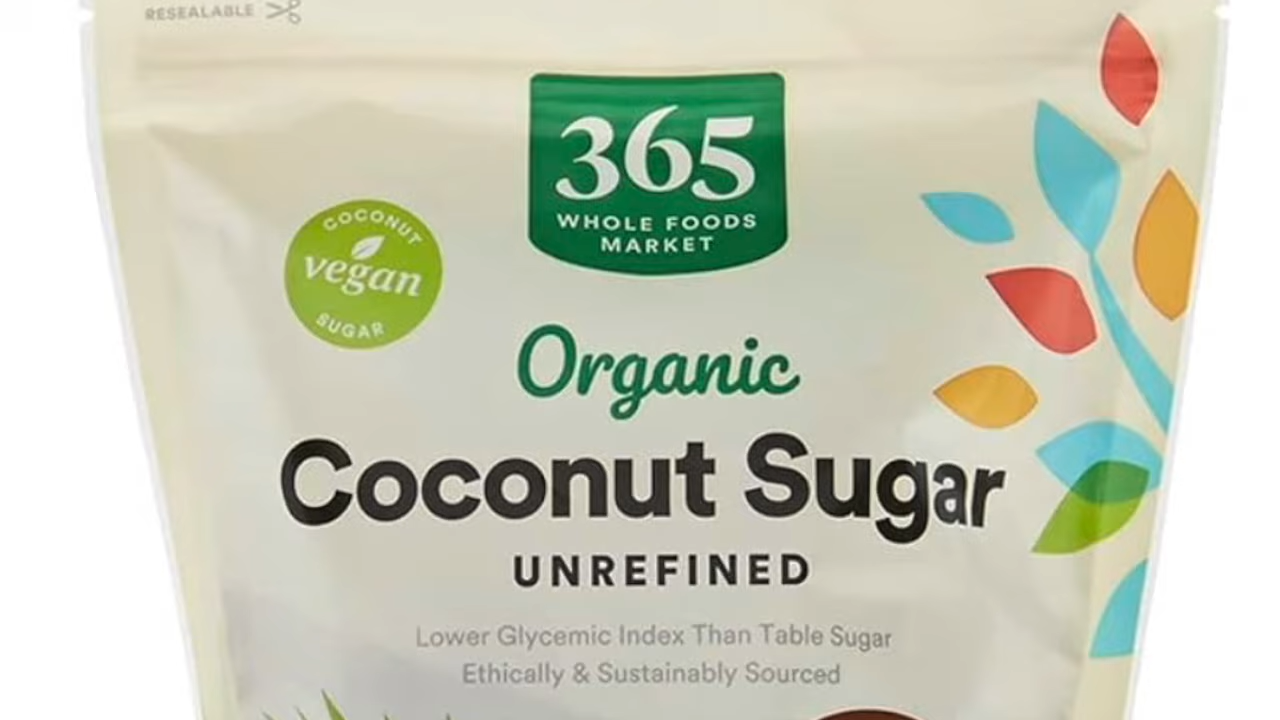 RESEALABLE
365
WHOLE FOODS
MARKET
COCONUT
vegan
SUGAR
Organic
Coconut Sugar
UNREFINED
Lower Glycemic Index Than Table Sugar
Ethically & Sustainably Sourced